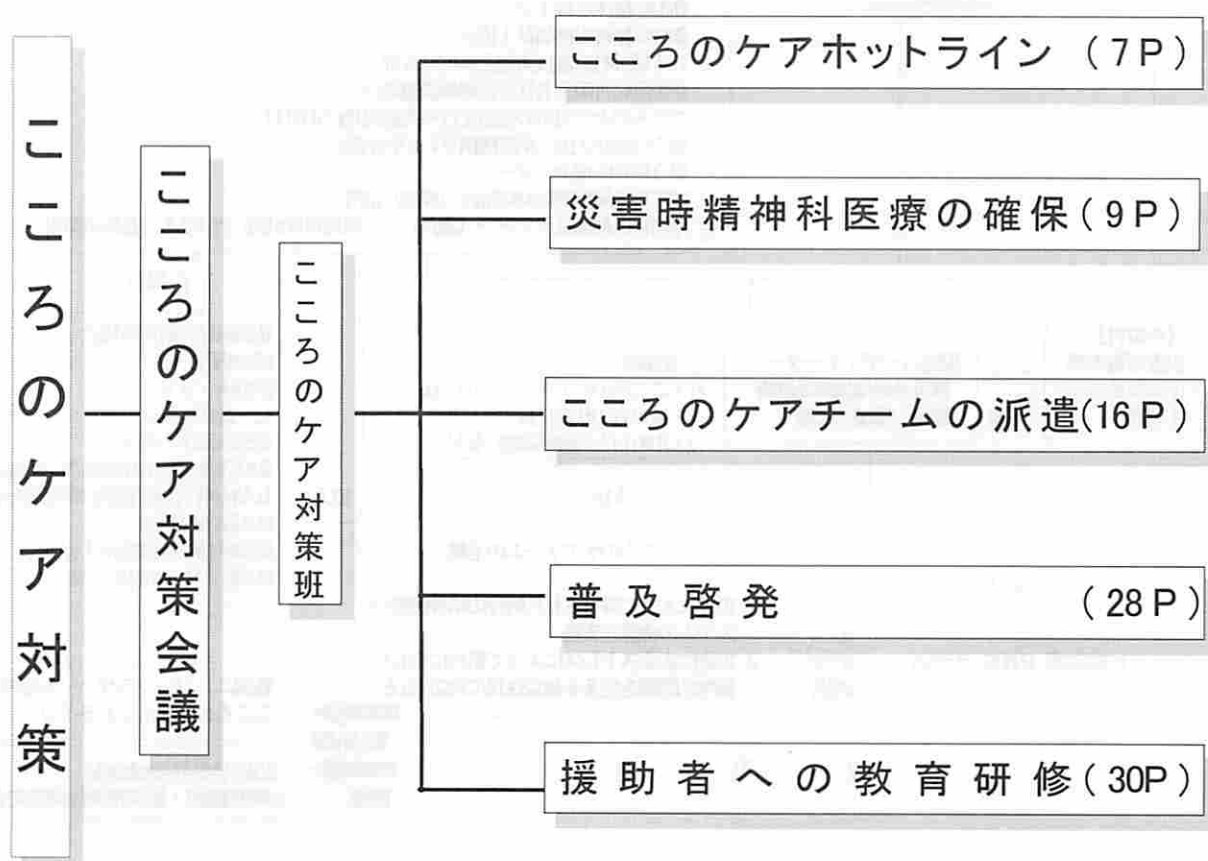 こころのケア対策
こころのケア対策会議
こころのケア対策班
こころのケアホットライン (7P)
災害時精神科医療の確保(9P)
こころのケアチームの派遣(16P)
普及啓発 (28P)
援助者への教育研修(30P)